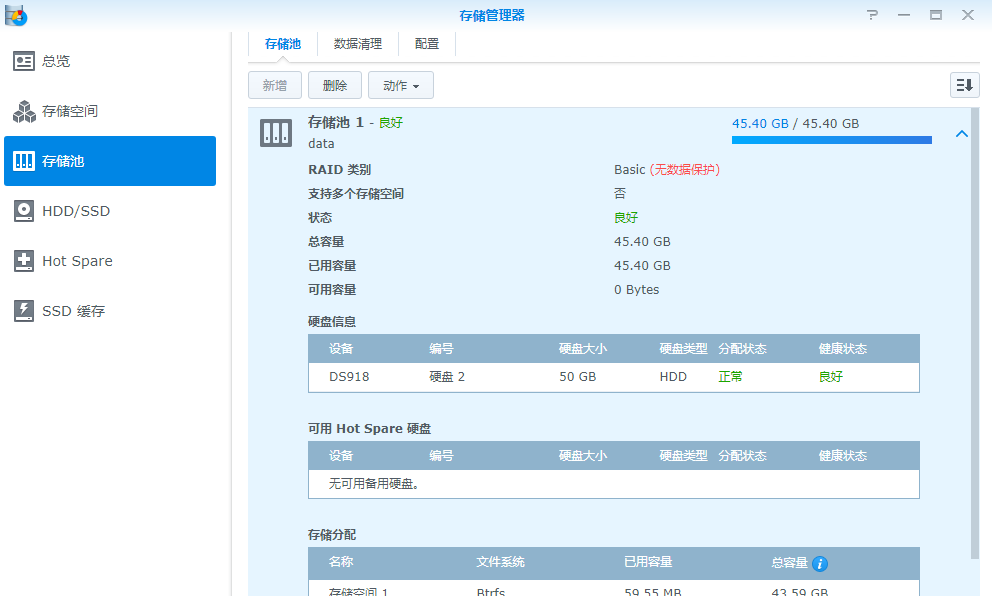 存储管理器
总览
存储空间
存储池
HDD/SSD
Hot Spare
SSD 缓存
存储池 数据清理 配置
新增 删除 动作
存储池 1 - 良好
data
45.40 GB / 45.40 GB
RAID 类别 Basic (无数据保护)
支持多个存储空间 否
状态 良好
总容量 45.40 GB
已用容量 45.40 GB
可用容量 0 Bytes
硬盘信息
设备 编号 硬盘大小 硬盘类型 分配状态 健康状态
DS918 硬盘 2 50 GB HDD 正常 良好
可用 Hot Spare 硬盘
设备 编号 硬盘大小 硬盘类型 分配状态 健康状态
无可用备用硬盘。
存储分配
名称 文件系统 已用容量 总容量
存储空间 1 Btrfs 59.55 MB 43.59 GB